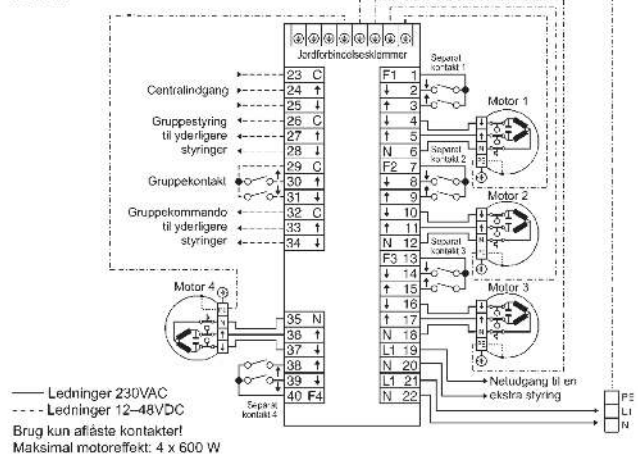 Jordforbindelsesklemmer
23 C
24 ↑
25 ↓
26 C
27 ↑
28 ↓
29 C
30 ↑
31 ↓
32 C
33 ↑
34 ↓
Centralindgang
Gruppestyring
til yderligere
styringer
Gruppekontakt
Gruppekommando
til yderligere
styringer
F1 1
↓ 2
↑ 3
↓ 4
↑ 5
N 6
F2 7
↓ 8
↑ 9
↓ 10
↑ 11
N 12
F3 13
↓ 14
↑ 15
↓ 16
↑ 17
N 18
L1 19
N 20
L1 21
N 22
Separat
kontakt 1
Motor 1
↓
↑
N
PE
Separat
kontakt 2
Motor 2
↓
↑
N
PE
Separat
kontakt 3
Motor 3
↓
↑
N
PE
Motor 4
PE
N
↑
↓
35 N
36 ↑
37 ↓
38 ↑
39 ↓
40 F4
Separat
kontakt 4
Netudgang til en
ekstra styring
PE
L1
N
Ledninger 230VAC
Ledninger 12–48VDC
Brug kun aflåste kontakter!
Maksimal motoreffekt: 4 x 600 W